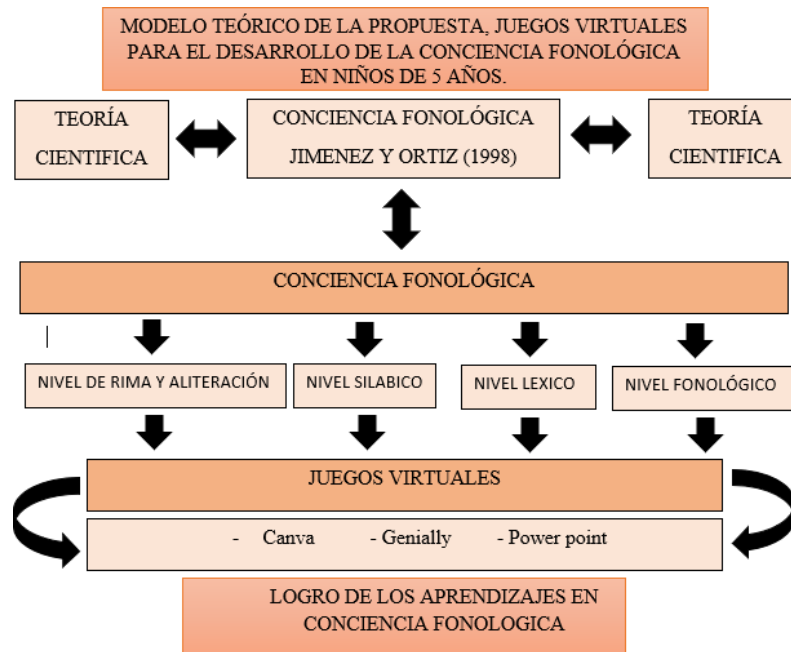 MODELO TEÓRICO DE LA PROPUESTA, JUEGOS VIRTUALES
PARA EL DESARROLLO DE LA CONCIENCIA FONOLÓGICA
EN NIÑOS DE 5 AÑOS.
TEORÍA
CIENTIFICA
CONCIENCIA FONOLÓGICA
JIMENEZ Y ORTIZ (1998)
TEORÍA
CIENTIFICA
CONCIENCIA FONOLÓGICA
NIVEL DE RIMA Y ALITERACIÓN
NIVEL SILABICO
NIVEL LEXICO
NIVEL FONOLÓGICO
JUEGOS VIRTUALES
- Canva - Genially - Power point
LOGRO DE LOS APRENDIZAJES EN
CONCIENCIA FONOLOGICA